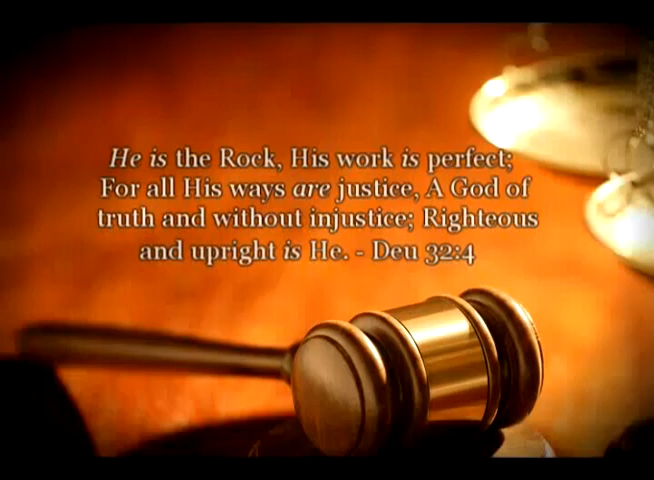 He is the Rock, His work is perfect;
For all His ways are justice, A God of
truth and without injustice; Righteous
and upright is He. - Deu 32:4